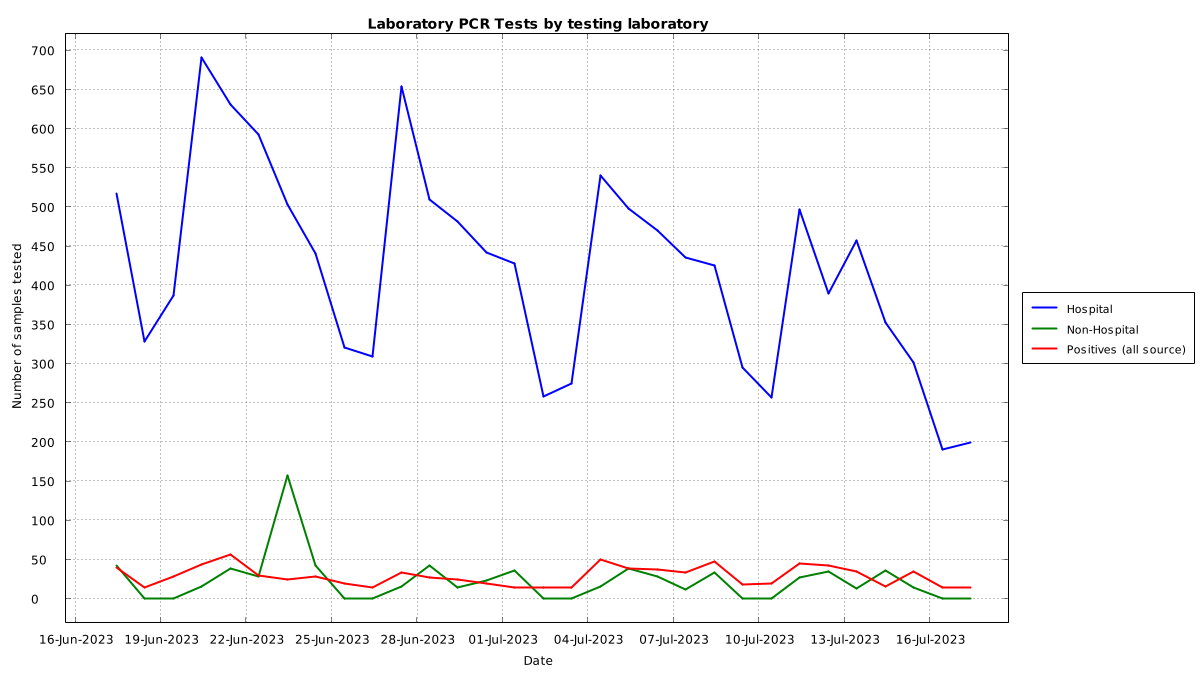 Laboratory PCR Tests by testing laboratory
700
650
600
550
500
450
400
350
300
250
200
150
100
50
0
Number of samples tested
16-Jun-2023 19-Jun-2023 22-Jun-2023 25-Jun-2023 28-Jun-2023 01-Jul-2023 04-Jul-2023 07-Jul-2023 10-Jul-2023 13-Jul-2023 16-Jul-2023
Date
Hospital
Non-Hospital
Positives (all source)